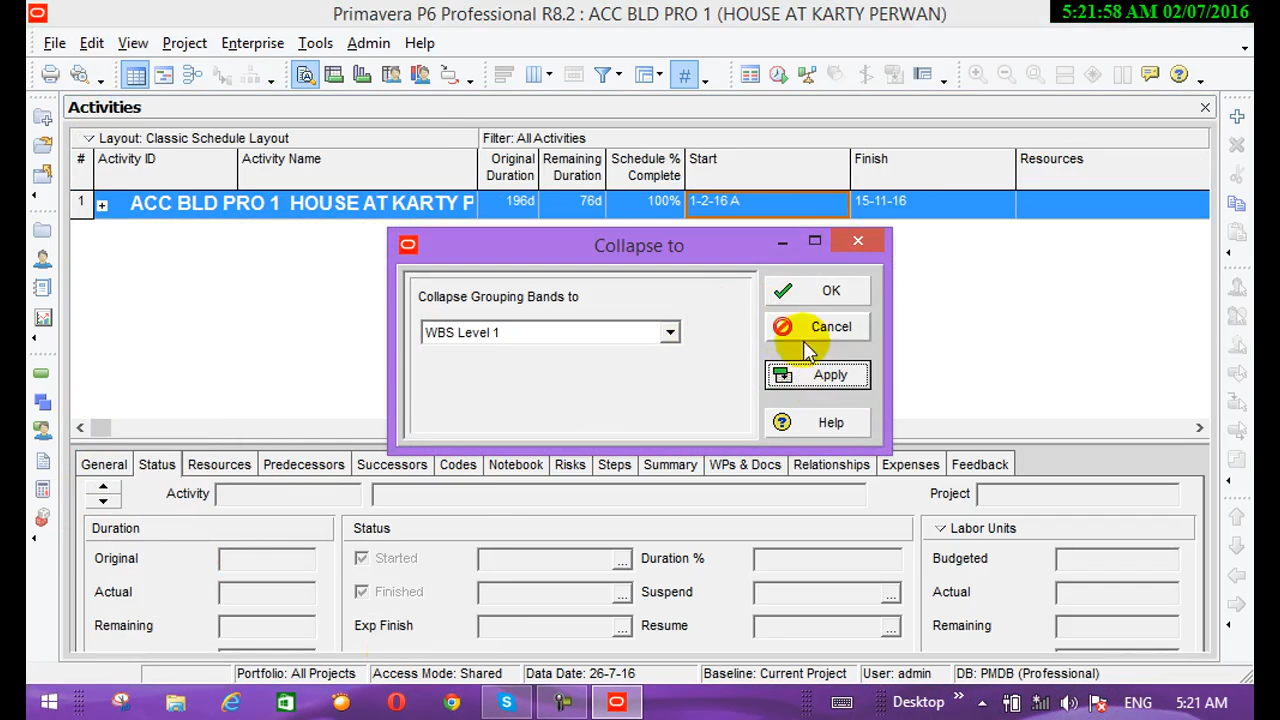 Primavera P6 Professional R8.2 : ACC BLD PRO 1 (HOUSE AT KARTY PERWAN)
5:21:58 AM 02/07/2016
File Edit View Project Enterprise Tools Admin Help
Activities
Layout: Classic Schedule Layout
Filter: All Activities
# Activity ID Activity Name Original Duration Remaining Duration Schedule % Complete Start Finish Resources
1 ACC BLD PRO 1 HOUSE AT KARTY P 196d 76d 100% 1-2-16 A 15-11-16
Collapse to
Collapse Grouping Bands to
WBS Level 1
OK
Cancel
Apply
Help
General Status Resources Predecessors Successors Codes Notebook Risks Steps Summary WPs & Docs Relationships Expenses Feedback
Activity Project
Duration Status Labor Units
Original Started Duration % Budgeted
Actual Finished Suspend Actual
Remaining Exp Finish Resume Remaining
Portfolio: All Projects Access Mode: Shared Data Date: 26-7-16 Baseline: Current Project User: admin DB: PMDB (Professional)
Desktop ENG 5:21 AM